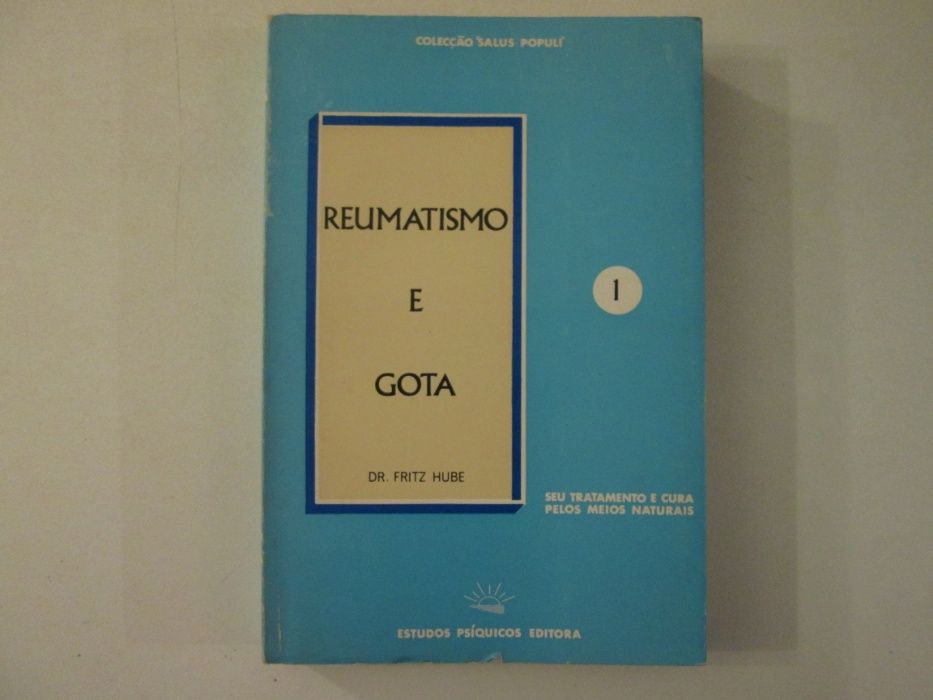 COLECÇÃO "SALUS POPULI"
REUMATISMO
E
GOTA
DR. FRITZ HUBE
1
SEU TRATAMENTO E CURA
PELOS MEIOS NATURAIS
ESTUDOS PSÍQUICOS EDITORA